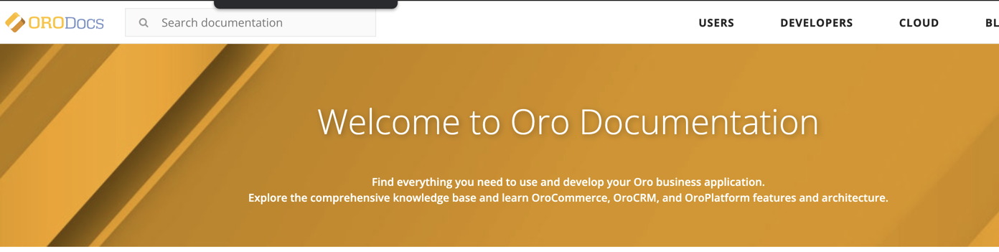 ORODOCS
Search documentation
USERS
DEVELOPERS
CLOUD
BL
Welcome to Oro Documentation
Find everything you need to use and develop your Oro business application.
Explore the comprehensive knowledge base and learn OroCommerce, OroCRM, and OroPlatform features and architecture.